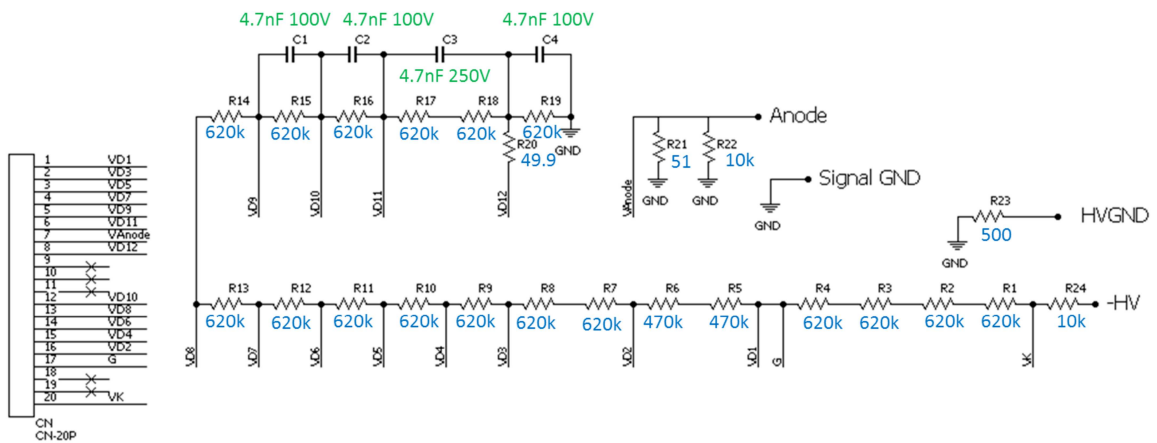 4.7nF 100V 4.7nF 100V 4.7nF 100V
C1 C2 C3 C4
4.7nF 250V
R14 R15 R16 R17 R18 R19
620k 620k 620k 620k 620k 620k
GND
R20
49.9
VD9 VD10 VD11 VD12
VAnode
R21 R22
51 10k
GND GND
Anode
Signal GND
GND
R23
500
HVGND
GND
1 VD1
2 VD3
3 VD5
4 VD7
5 VD9
6 VD11
7 VAnode
8 VD12
9
10
11
12 VD10
13 VD8
14 VD6
15 VD4
16 VD2
17 G
18
19
20 VK
CN
CN-20P
R13 R12 R11 R10 R9 R8 R7 R6 R5 R4 R3 R2 R1 R24
620k 620k 620k 620k 620k 620k 620k 470k 470k 620k 620k 620k 620k 10k
-HV
VD8 VD7 VD6 VD5 VD4 VD3 VD2 VD1 G VK